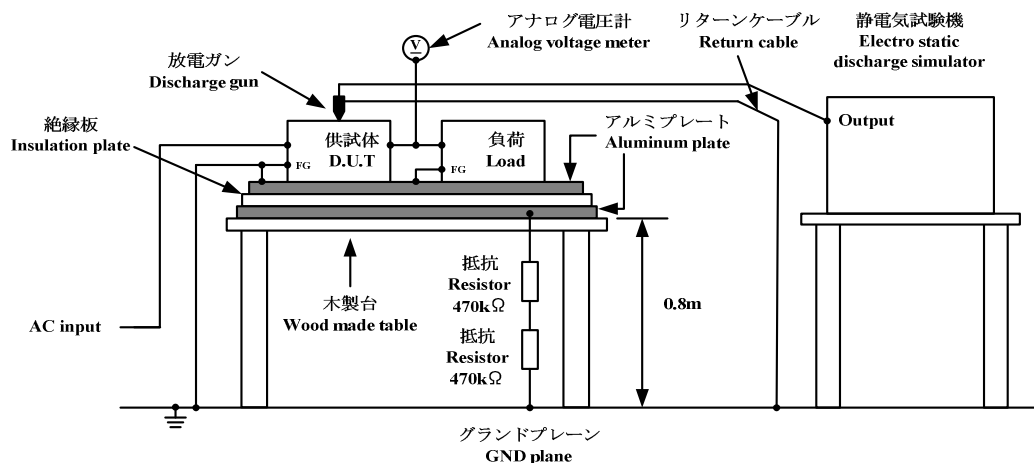 アナログ電圧計
Analog voltage meter
リターンケーブル
Return cable
静電気試験機
Electro static
discharge simulator
放電ガン
Discharge gun
V
絶縁板
Insulation plate
供試体
D.U.T
FG
負荷
Load
FG
アルミプレート
Aluminum plate
Output
抵抗
Resistor
470kΩ
0.8m
木製台
Wood made table
AC input
抵抗
Resistor
470kΩ
グランドプレーン
GND plane